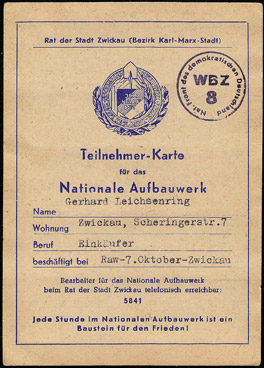 Rat der Stadt Zwickau (Bezirk Karl-Marx-Stadt)
Nat. Front des demokratischen Deutschland
WBZ
8
Teilnehmer-Karte
für das
Nationale Aufbauwerk
Gerhard Leichsenring
Name
Wohnung Zwickau, Scheringerstr.7
Beruf Einkäufer
beschäftigt bei Raw-7.Oktober-Zwickau
Bearbeiter für das Nationale Aufbauwerk
beim Rat der Stadt Zwickau telefonisch erreichbar:
5841
Jede Stunde im Nationalen Aufbauwerk ist ein
Baustein für den Frieden!